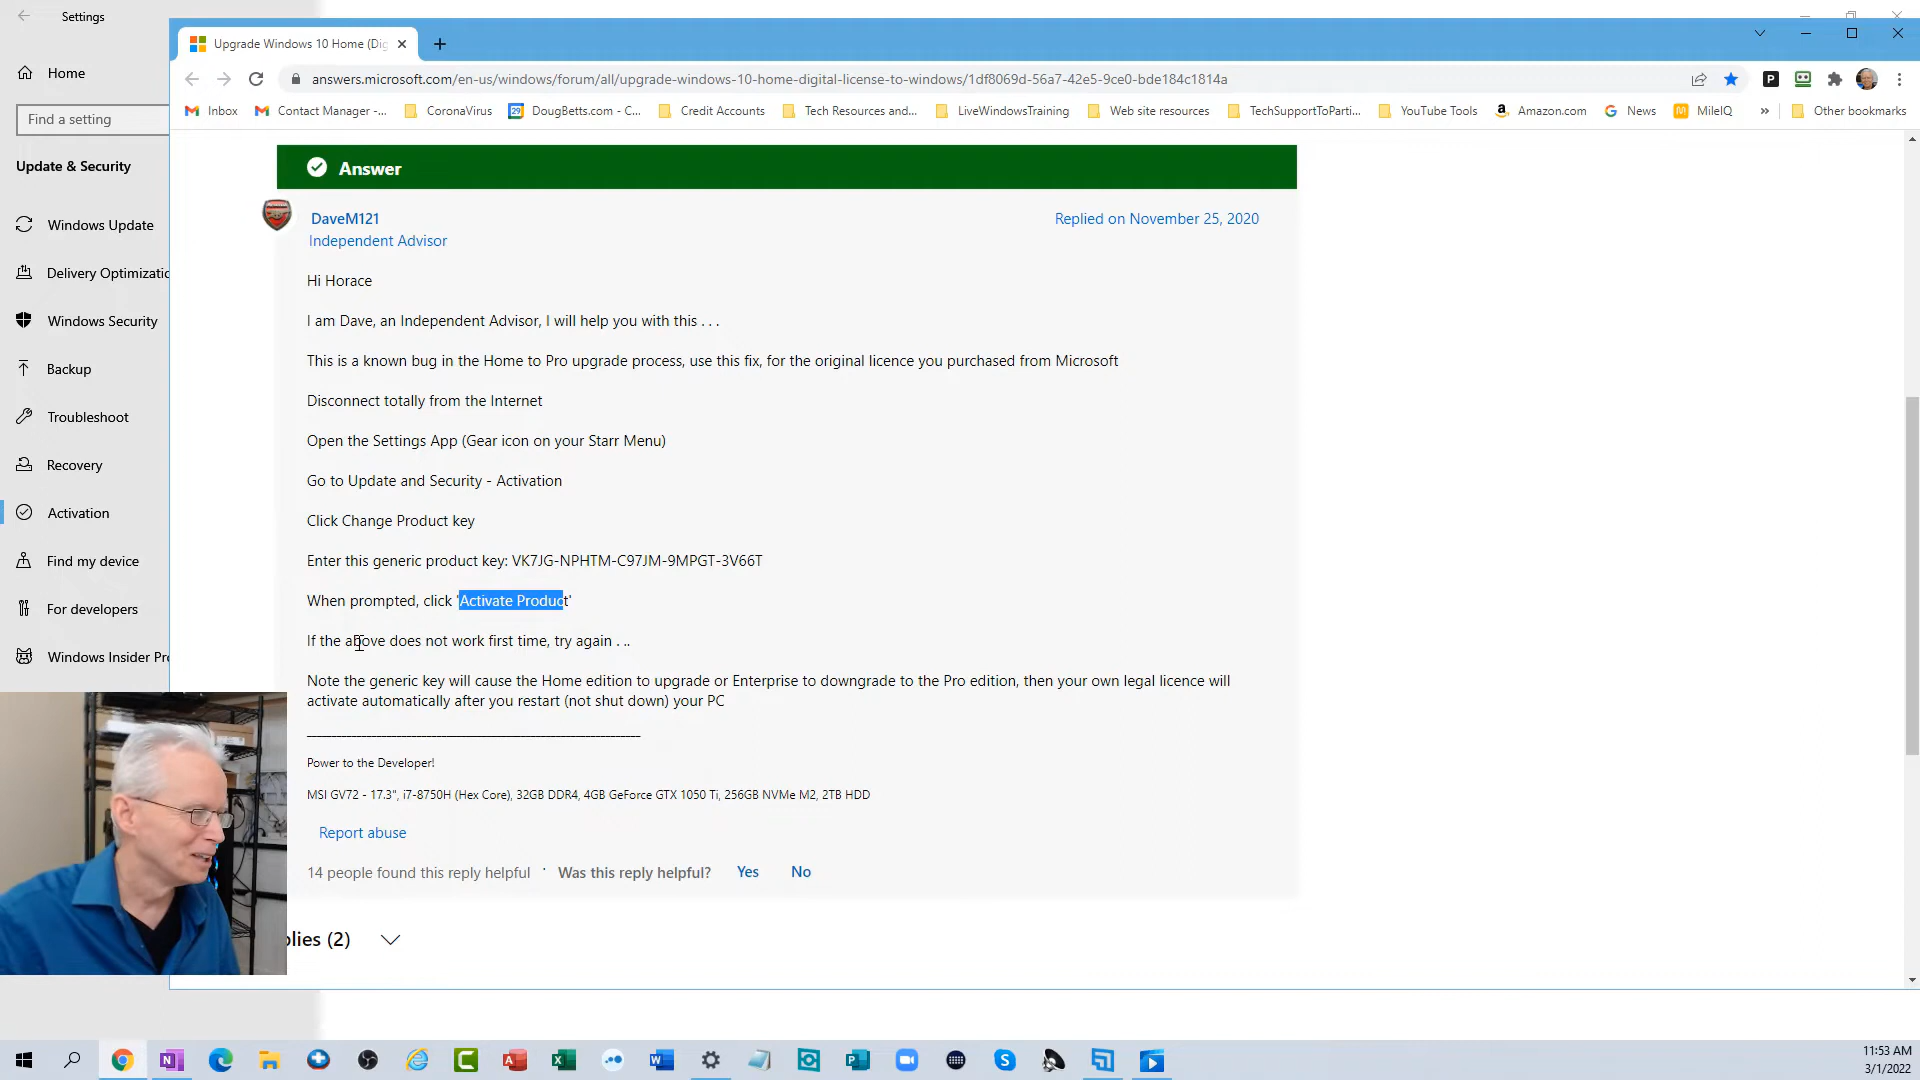 Settings
Home
Find a setting
Update & Security
Windows Update
Delivery Optimizatic
Windows Security
Backup
Troubleshoot
Recovery
Activation
Find my device
For developers
Windows Insider Pr
Upgrade Windows 10 Home (Dig
answers.microsoft.com/en-us/windows/forum/all/upgrade-windows-10-home-digital-license-to-windows/1df8069d-56a7-42e5-9ce0-bde184c1814a
Inbox
Contact Manager -...
CoronaVirus
DougBetts.com - C...
Credit Accounts
Tech Resources and...
LiveWindowsTraining
Web site resources
TechSupportToParti...
YouTube Tools
Amazon.com
News
MileIQ
»
Other bookmarks
Answer
DaveM121
Replied on November 25, 2020
Independent Advisor
Hi Horace
I am Dave, an Independent Advisor, I will help you with this . . .
This is a known bug in the Home to Pro upgrade process, use this fix, for the original licence you purchased from Microsoft
Disconnect totally from the Internet
Open the Settings App (Gear icon on your Starr Menu)
Go to Update and Security - Activation
Click Change Product key
Enter this generic product key: VK7JG-NPHTM-C97JM-9MPGT-3V66T
When prompted, click 'Activate Product'
If the above does not work first time, try again . ..
Note the generic key will cause the Home edition to upgrade or Enterprise to downgrade to the Pro edition, then your own legal licence will
activate automatically after you restart (not shut down) your PC
Power to the Developer!
MSI GV72 - 17.3", i7-8750H (Hex Core), 32GB DDR4, 4GB GeForce GTX 1050 Ti, 256GB NVMe M2, 2TB HDD
Report abuse
14 people found this reply helpful · Was this reply helpful? Yes No
plies (2)
11:53 AM
3/1/2022